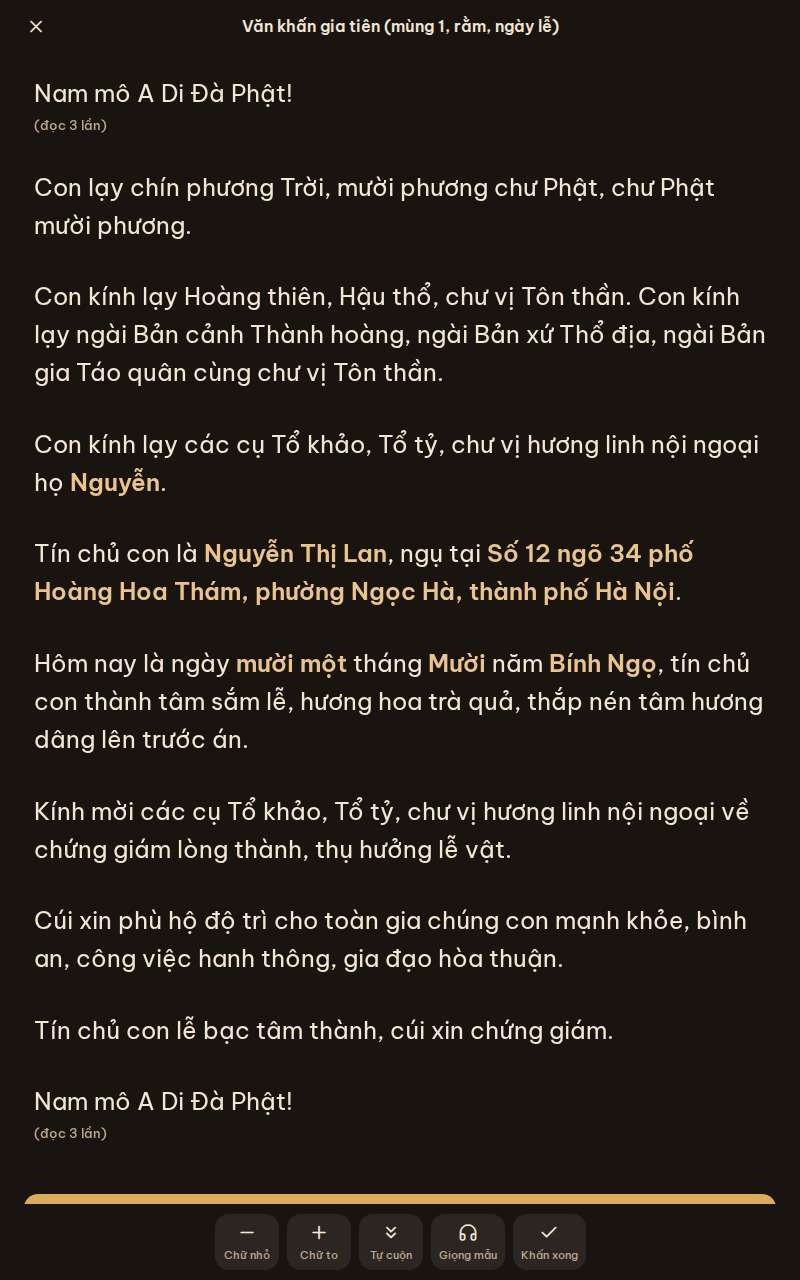 Văn khấn gia tiên (mùng 1, rằm, ngày lễ)
Nam mô A Di Đà Phật!
(đọc 3 lần)
Con lạy chín phương Trời, mười phương chư Phật, chư Phật
mười phương.
Con kính lạy Hoàng thiên, Hậu thổ, chư vị Tôn thần. Con kính
lạy ngài Bản cảnh Thành hoàng, ngài Bản xứ Thổ địa, ngài Bản
gia Táo quân cùng chư vị Tôn thần.
Con kính lạy các cụ Tổ khảo, Tổ tỷ, chư vị hương linh nội ngoại
họ Nguyễn.
Tín chủ con là Nguyễn Thị Lan, ngụ tại Số 12 ngõ 34 phố
Hoàng Hoa Thám, phường Ngọc Hà, thành phố Hà Nội.
Hôm nay là ngày mười một tháng Mười năm Bính Ngọ, tín chủ
con thành tâm sắm lễ, hương hoa trà quả, thắp nén tâm hương
dâng lên trước án.
Kính mời các cụ Tổ khảo, Tổ tỷ, chư vị hương linh nội ngoại về
chứng giám lòng thành, thụ hưởng lễ vật.
Cúi xin phù hộ độ trì cho toàn gia chúng con mạnh khỏe, bình
an, công việc hanh thông, gia đạo hòa thuận.
Tín chủ con lễ bạc tâm thành, cúi xin chứng giám.
Nam mô A Di Đà Phật!
(đọc 3 lần)
Chữ nhỏ Chữ to Tự cuộn Giọng mẫu Khấn xong